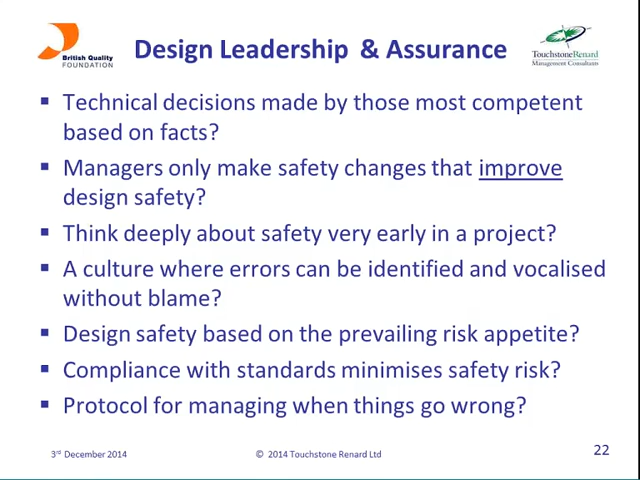 British Quality
FOUNDATION
Design Leadership & Assurance
TouchstoneRenard
Management Consultants
▪ Technical decisions made by those most competent
based on facts?
▪ Managers only make safety changes that improve
design safety?
▪ Think deeply about safety very early in a project?
▪ A culture where errors can be identified and vocalised
without blame?
▪ Design safety based on the prevailing risk appetite?
▪ Compliance with standards minimises safety risk?
▪ Protocol for managing when things go wrong?
3rd December 2014
© 2014 Touchstone Renard Ltd
22